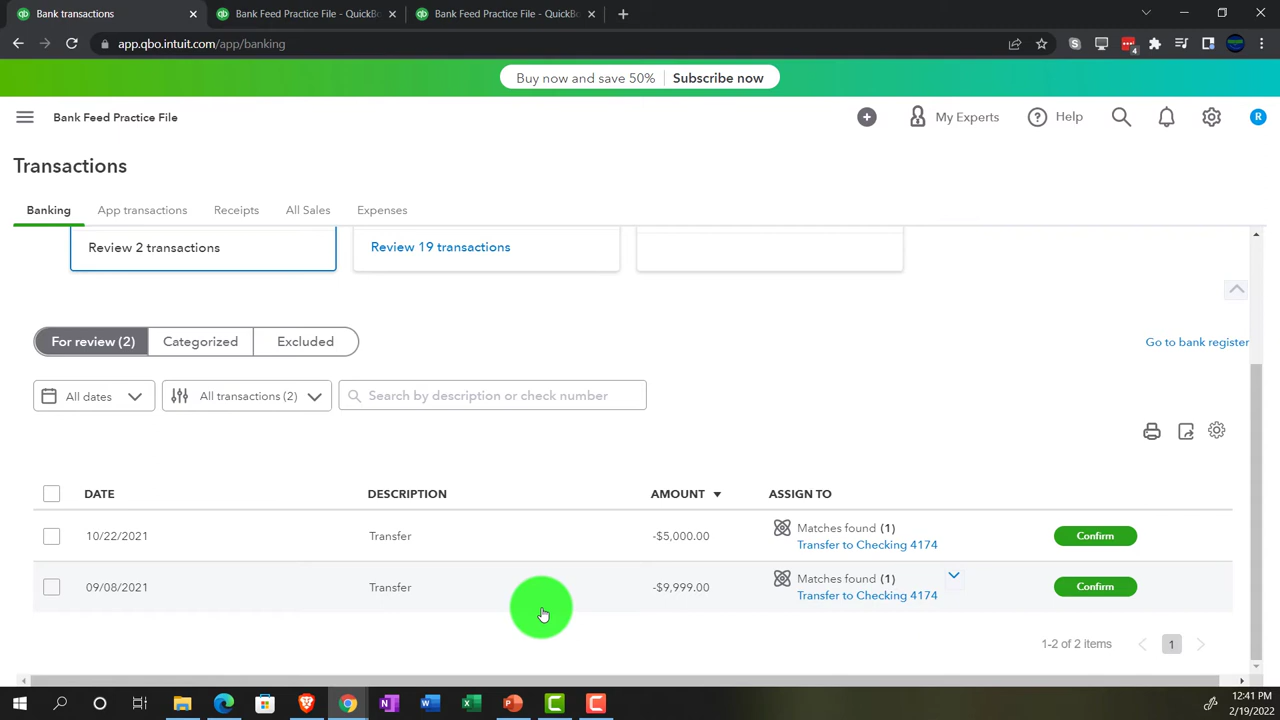 Bank transactions
Bank Feed Practice File - QuickBo
Bank Feed Practice File - QuickBo
app.qbo.intuit.com/app/banking
4
Buy now and save 50%
Subscribe now
Bank Feed Practice File
My Experts
Help
R
Transactions
Banking
App transactions
Receipts
All Sales
Expenses
Review 2 transactions
Review 19 transactions
For review (2)
Categorized
Excluded
Go to bank register
All dates
All transactions (2)
Search by description or check number
DATE
DESCRIPTION
AMOUNT
ASSIGN TO
10/22/2021
Transfer
-$5,000.00
Matches found (1)
Transfer to Checking 4174
Confirm
09/08/2021
Transfer
-$9,999.00
Matches found (1)
Transfer to Checking 4174
Confirm
1-2 of 2 items
1
12:41 PM
2/19/2022